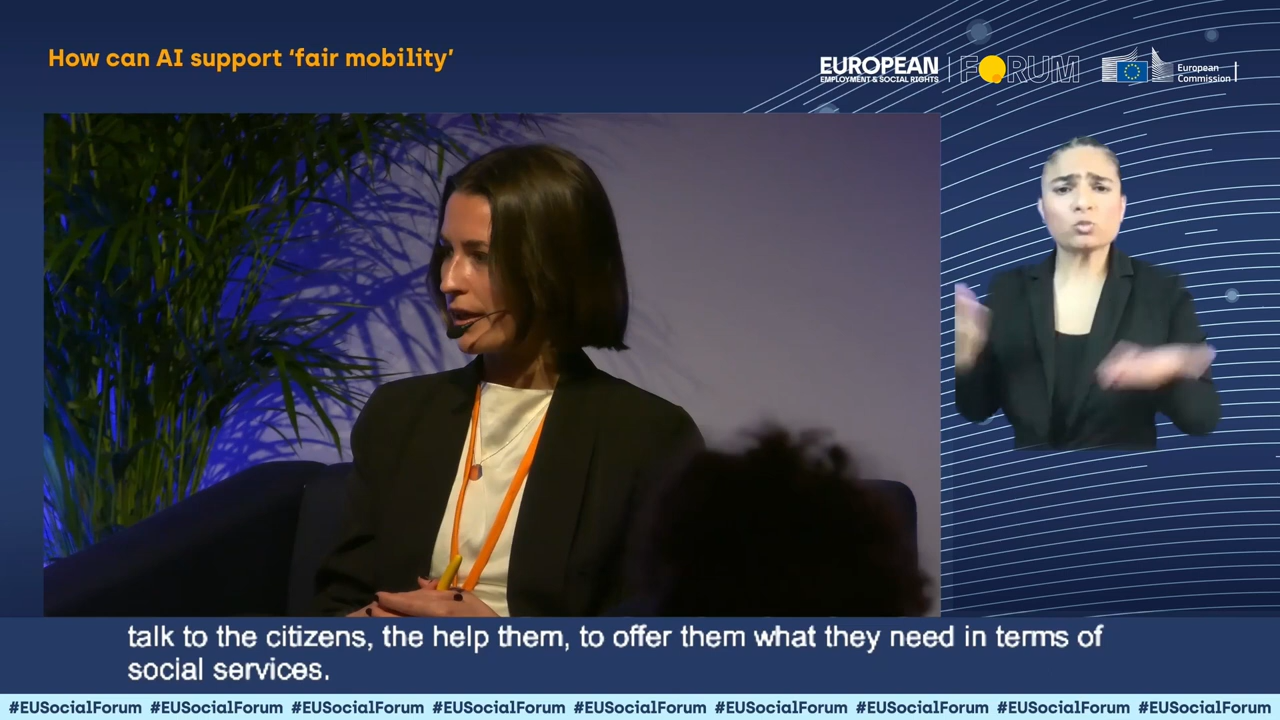 How can AI support ‘fair mobility’
EUROPEAN
EMPLOYMENT & SOCIAL RIGHTS
FORUM
European
Commission
talk to the citizens, the help them, to offer them what they need in terms of
social services.
#EUSocialForum #EUSocialForum #EUSocialForum #EUSocialForum #EUSocialForum #EUSocialForum #EUSocialForum #EUSocialForum #EUSocialForum